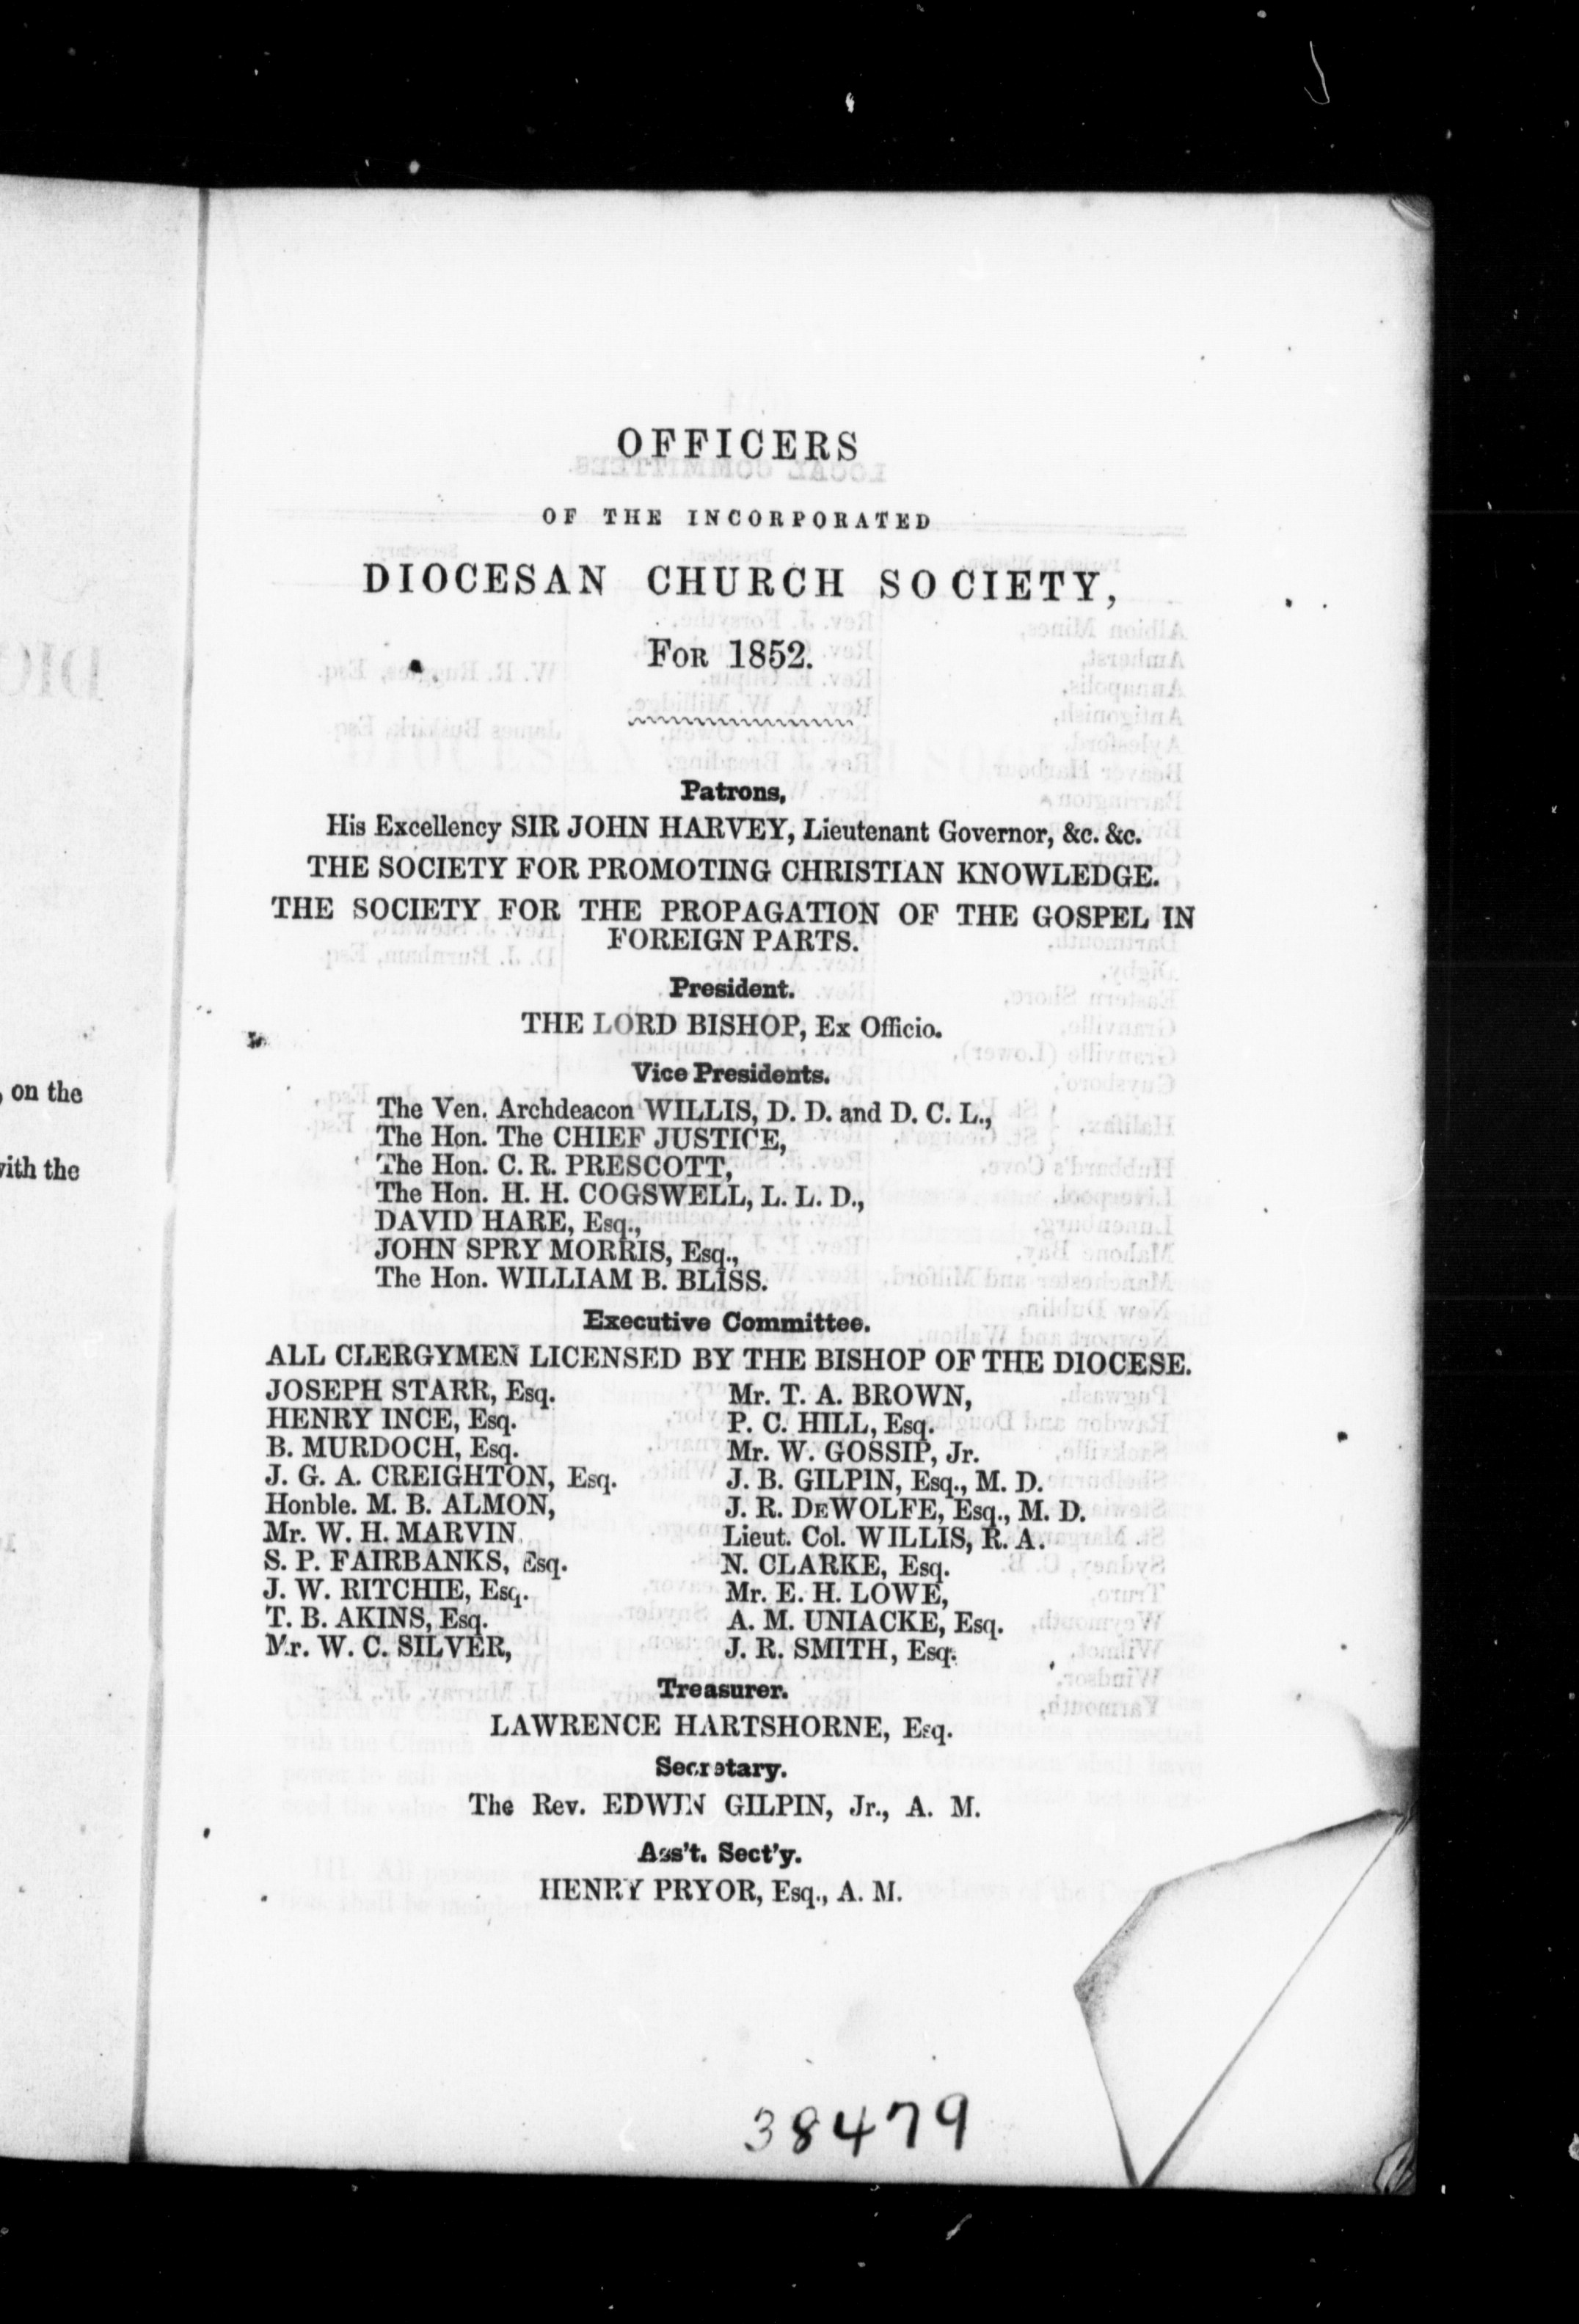 OFFICERS
OF THE INCORPORATED
DIOCESAN CHURCH SOCIETY,
FOR 1852.
Patrons,
His Excellency SIR JOHN HARVEY, Lieutenant Governor, &c. &c.
THE SOCIETY FOR PROMOTING CHRISTIAN KNOWLEDGE.
THE SOCIETY FOR THE PROPAGATION OF THE GOSPEL IN
FOREIGN PARTS.
President.
THE LORD BISHOP, Ex Officio.
Vice Presidents.
The Ven. Archdeacon WILLIS, D. D. and D. C. L.,
The Hon. The CHIEF JUSTICE,
The Hon. C. R. PRESCOTT,
The Hon. H. H. COGSWELL, L. L. D.,
DAVID HARE, Esq.,
JOHN SPRY MORRIS, Esq.,
The Hon. WILLIAM B. BLISS.
Executive Committee.
ALL CLERGYMEN LICENSED BY THE BISHOP OF THE DIOCESE.
JOSEPH STARR, Esq.
HENRY INCE, Esq.
B. MURDOCH, Esq.
J. G. A. CREIGHTON, Esq.
Honble. M. B. ALMON,
Mr. W. H. MARVIN
S. P. FAIRBANKS, Esq.
J. W. RITCHIE, Esq.
T. B. AKINS, Esq.
Mr. W. C. SILVER,
Mr. T. A. BROWN,
P. C. HILL, Esq.
Mr. W. GOSSIP, Jr.
J. B. GILPIN, Esq., M. D.
J. R. DEWOLFE, Esq., M. D.
Lieut. Col. WILLIS, R. A.
N. CLARKE, Esq.
Mr. E. H. LOWE,
A. M. UNIACKE, Esq.
J. R. SMITH, Esq.
Treasurer.
LAWRENCE HARTSHORNE, Esq.
Secretary.
The Rev. EDWIN GILPIN, Jr., A. M.
Ass't. Sect'y.
HENRY PRYOR, Esq., A. M.
38479
on the
with the